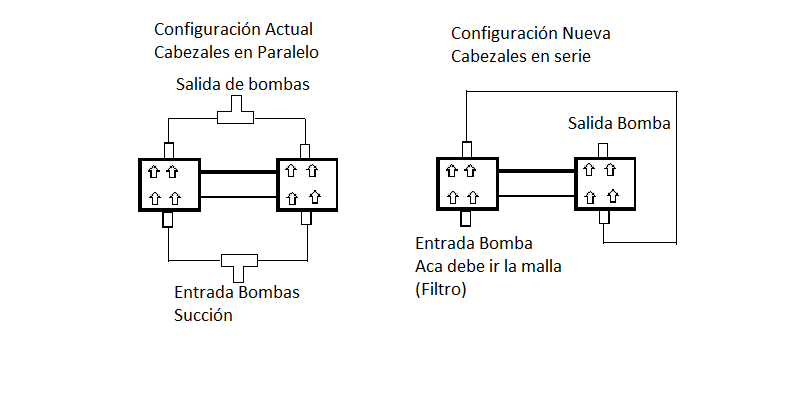 Configuración Actual
Cabezales en Paralelo
Salida de bombas
Entrada Bombas
Succión
Configuración Nueva
Cabezales en serie
Salida Bomba
Entrada Bomba
Aca debe ir la malla
(Filtro)